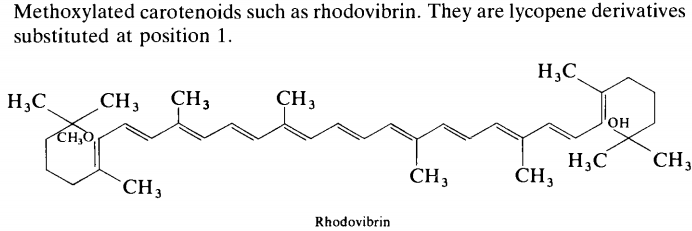 Methoxylated carotenoids such as rhodovibrin. They are lycopene derivatives
substituted at position 1.
H₃C
H₃C CH₃ CH₃ CH₃
CH₃O OH
H₃C CH₃
CH₃ CH₃ CH₃
Rhodovibrin